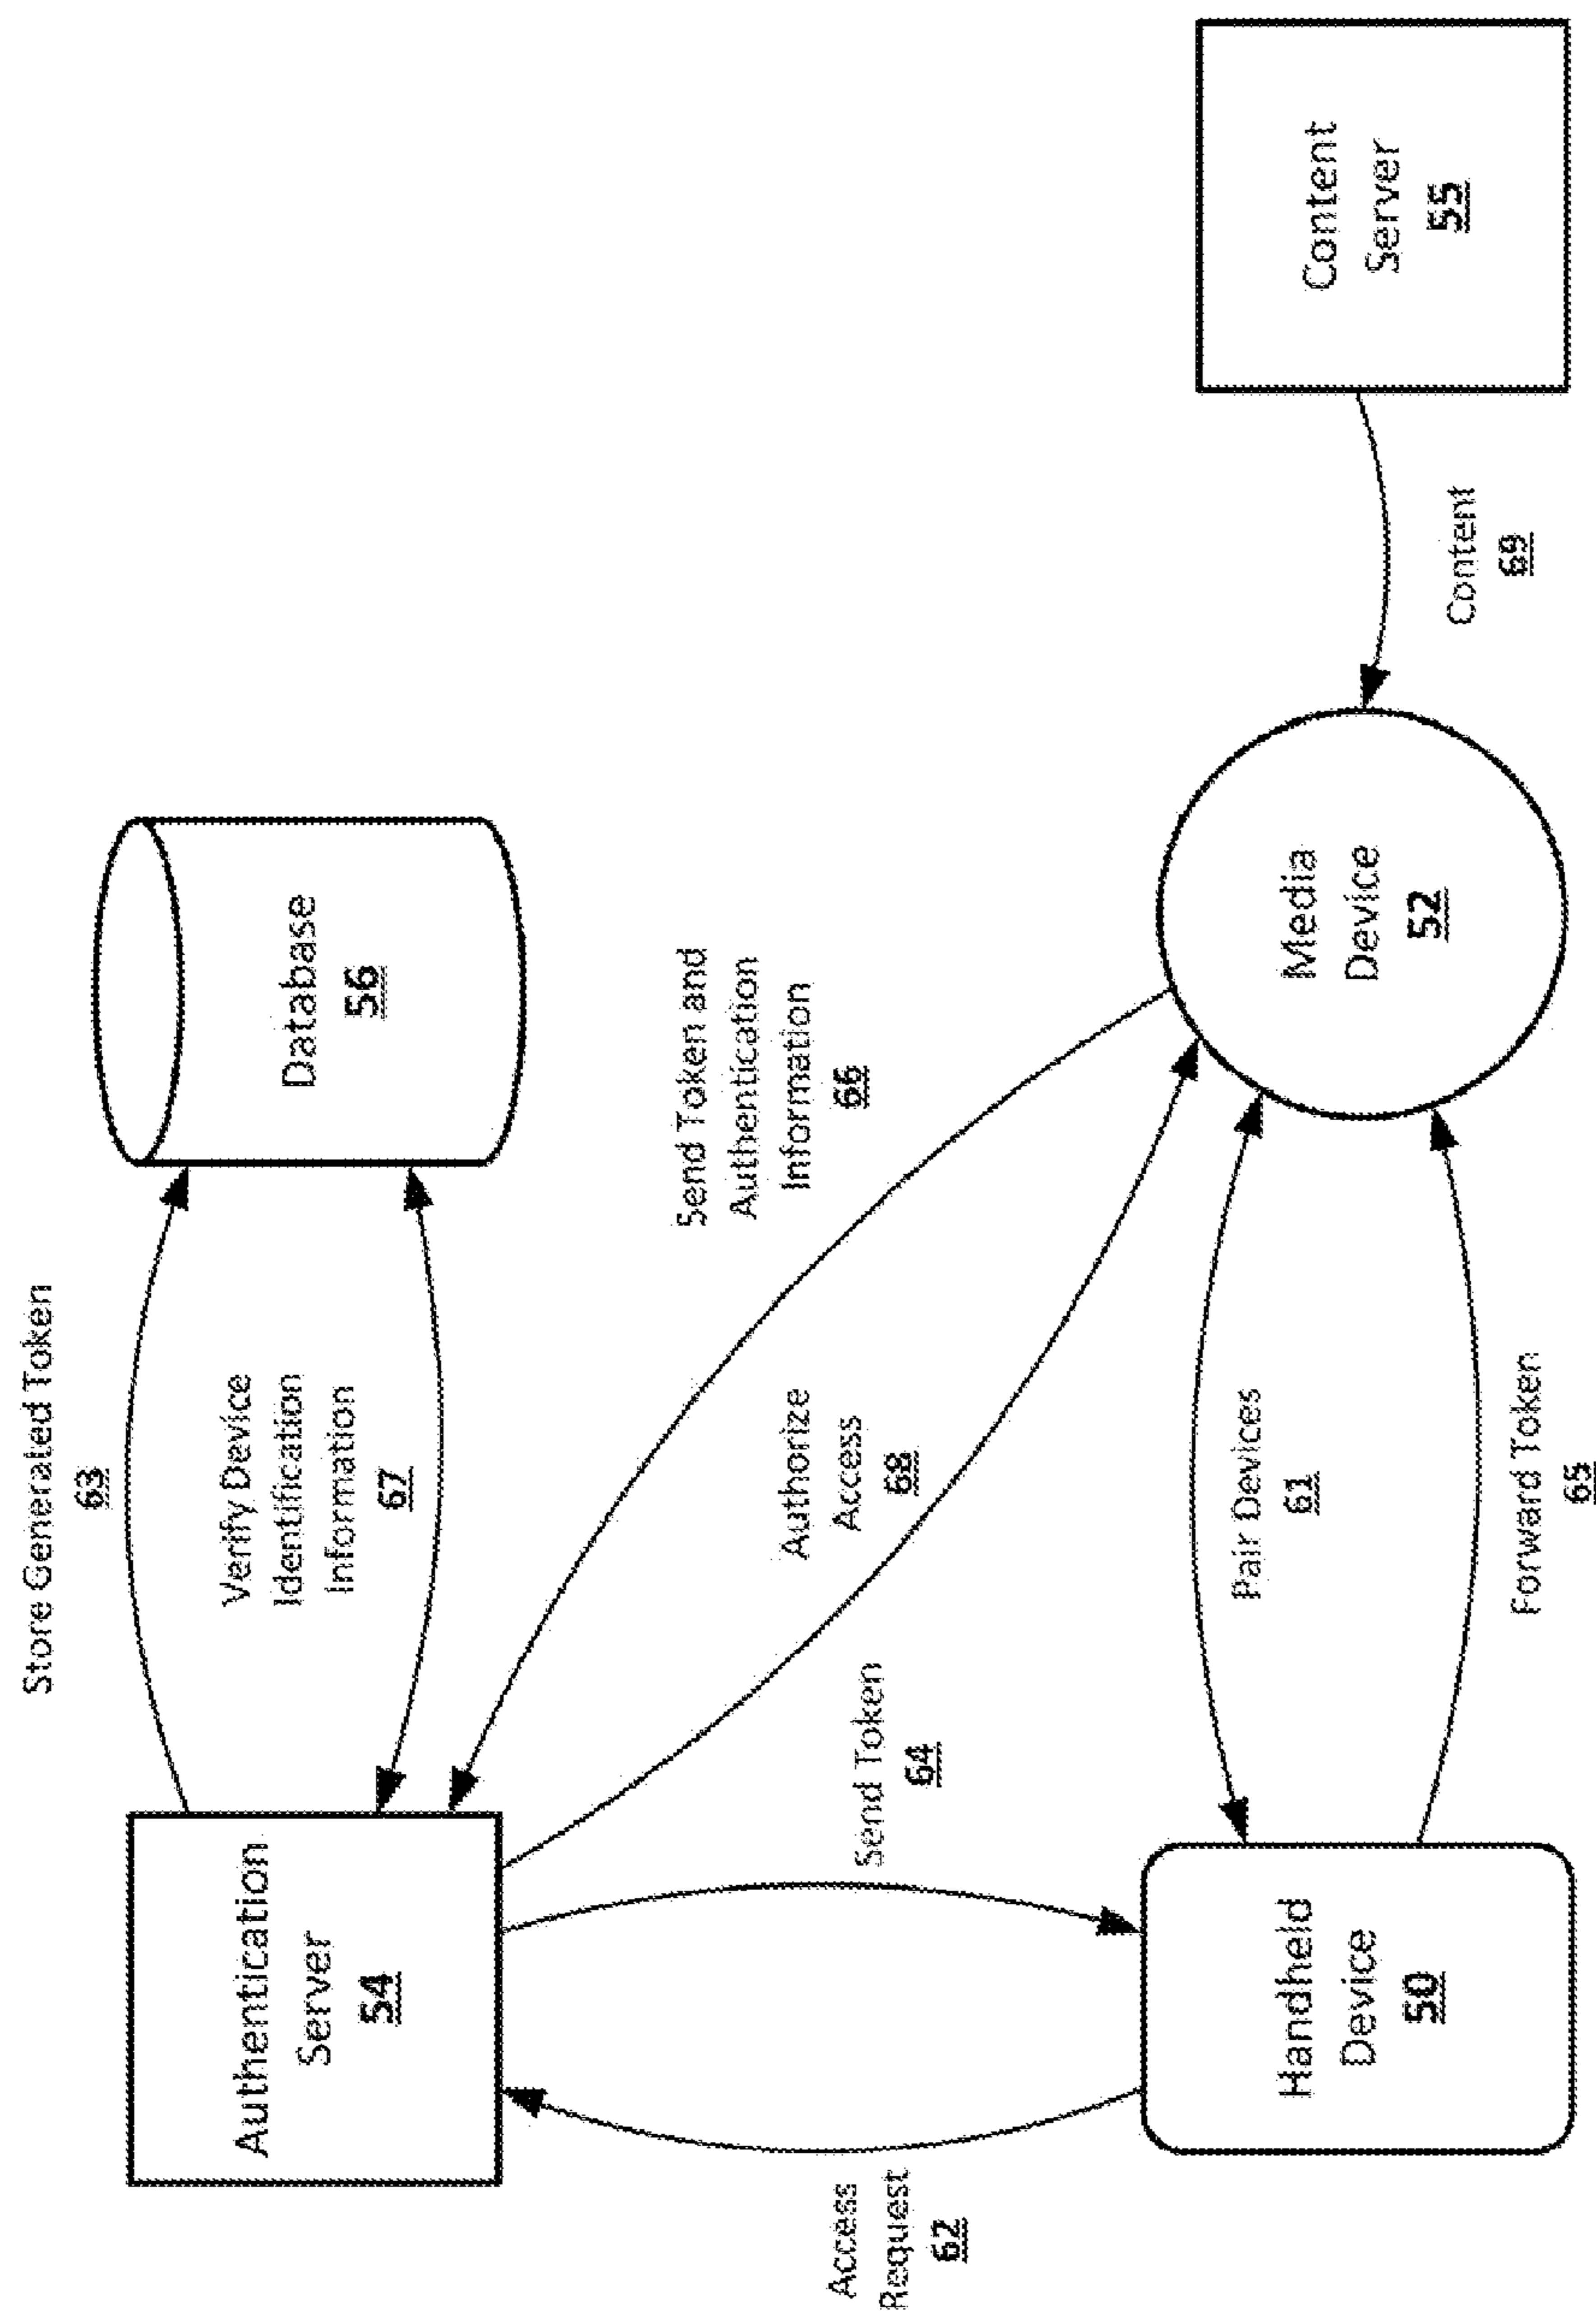 Store Generated Token
63
Authentication
Server
54
Verify Device
Identification
Information
67
Database
56
Send Token and
Authentication
Information
66
Authorize
Access
68
Access
Request
62
Send Token
64
Handheld
Device
50
Pair Devices
61
Forward Token
65
Media
Device
52
Content
69
Content
Server
55